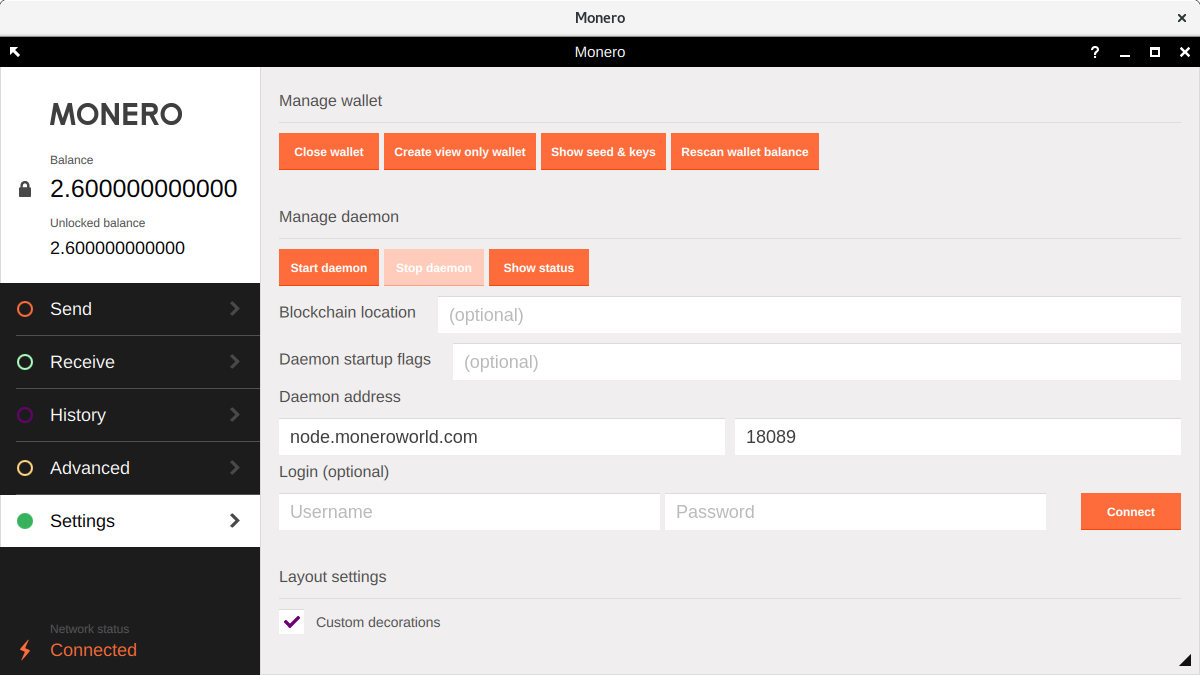 Monero
Monero
?
MONERO
Balance
2.600000000000
Unlocked balance
2.600000000000
Send
Receive
History
Advanced
Settings
Network status
Connected
Manage wallet
Close wallet Create view only wallet Show seed & keys Rescan wallet balance
Manage daemon
Start daemon Stop daemon Show status
Blockchain location (optional)
Daemon startup flags (optional)
Daemon address
node.moneroworld.com 18089
Login (optional)
Username Password Connect
Layout settings
Custom decorations